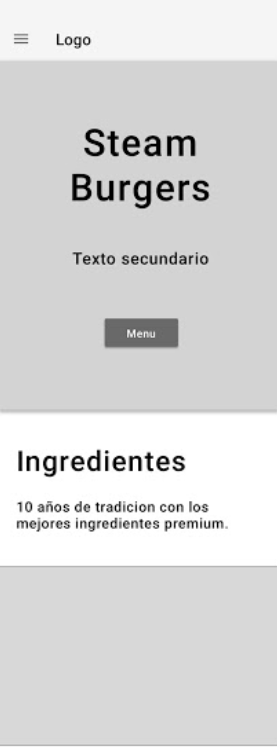 Logo
Steam
Burgers
Texto secundario
Menu
Ingredientes
10 años de tradicion con los
mejores ingredientes premium.